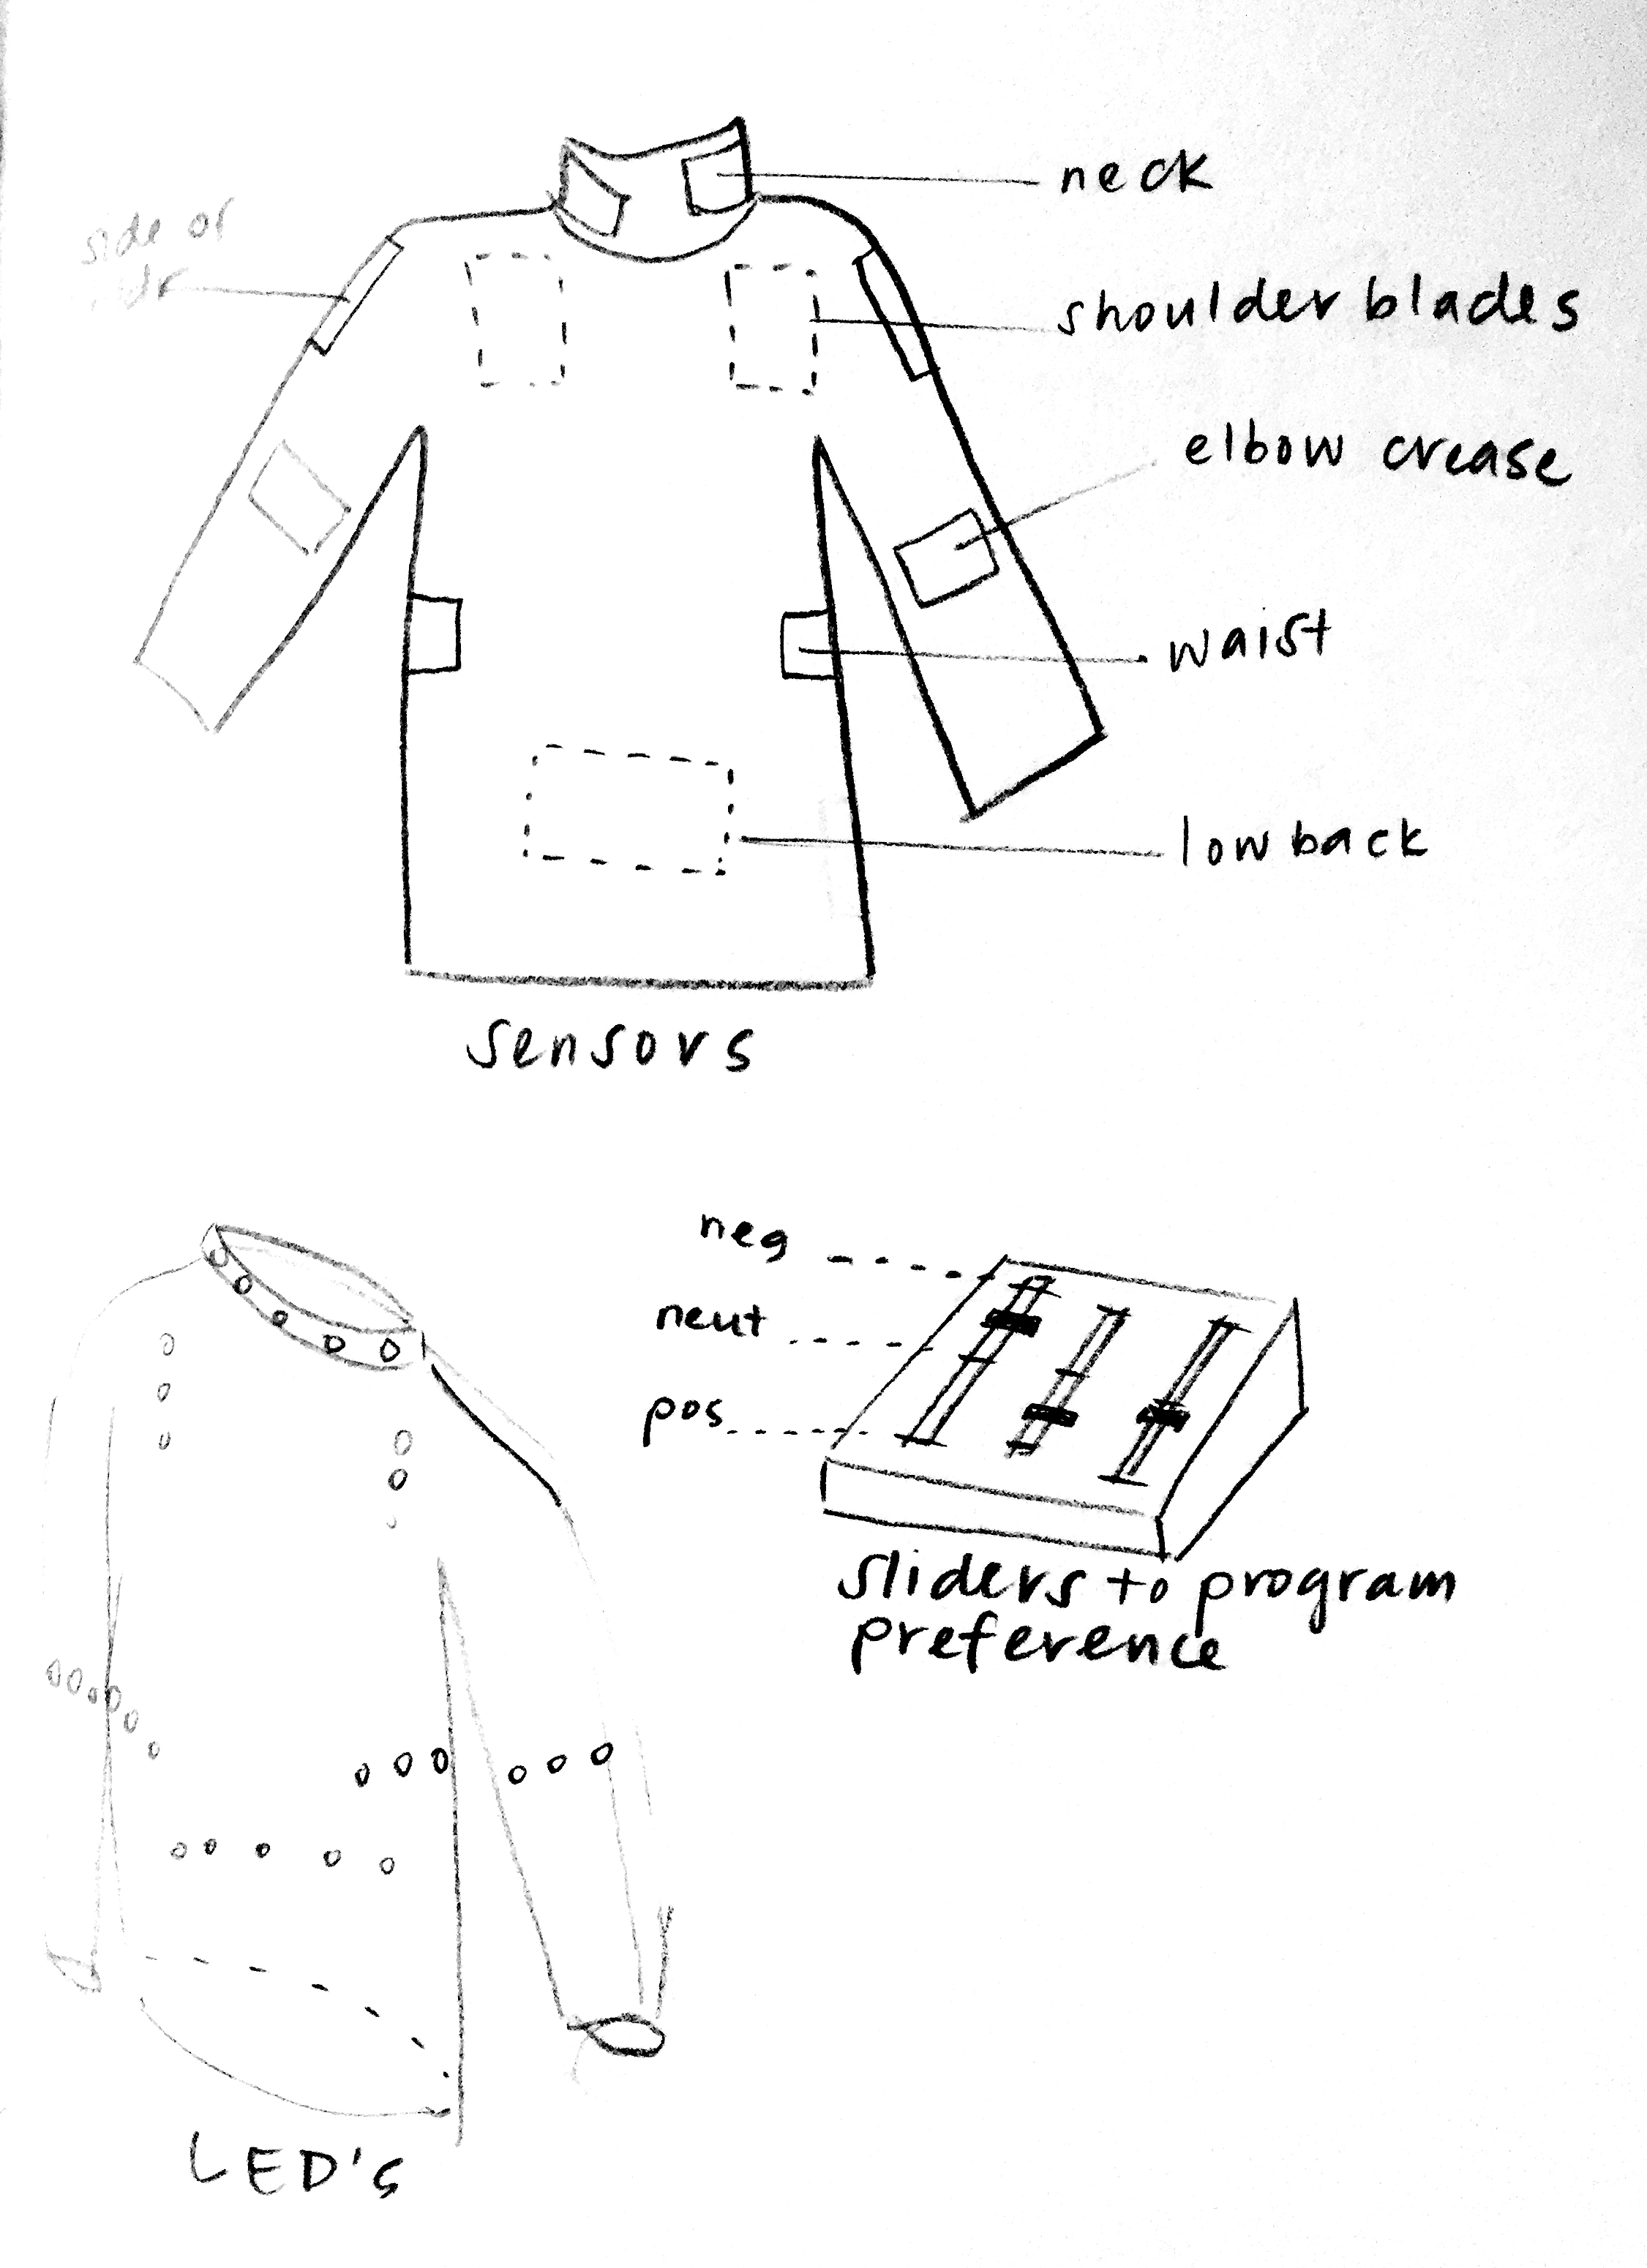 neck
side of
shoulder blades
elbow crease
waist
low back
sensors
neg
neut
pos
sliders to program
preference
LED's